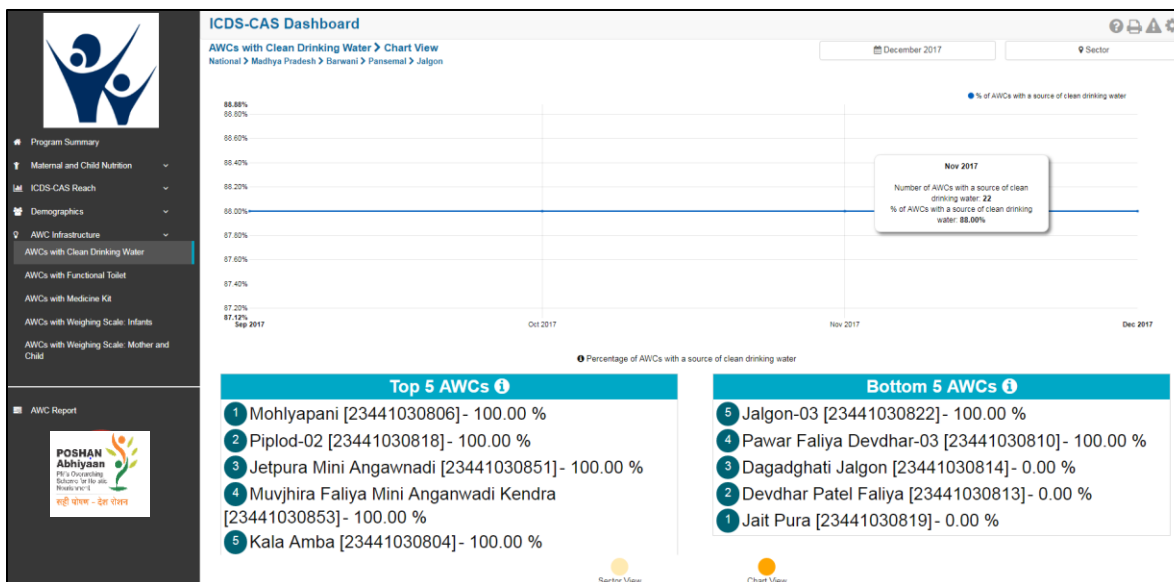 ICDS-CAS Dashboard
AWCs with Clean Drinking Water > Chart View
National > Madhya Pradesh > Barwani > Pansemal > Jalgon
December 2017
Sector
Program Summary
Maternal and Child Nutrition
ICDS-CAS Reach
Demographics
AWC Infrastructure
AWCs with Clean Drinking Water
AWCs with Functional Toilet
AWCs with Medicine Kit
AWCs with Weighing Scale: Infants
AWCs with Weighing Scale: Mother and
Child
AWC Report
POSHAN
Abhiyaan
PM's Overarching
Scheme for Holistic
Nourishment
सही पोषण - देश रोशन
% of AWCs with a source of clean drinking water
88.88%
88.80%
88.60%
88.40%
88.20%
88.00%
87.80%
87.60%
87.40%
87.20%
87.12%
Nov 2017
Number of AWCs with a source of clean
drinking water: 22
% of AWCs with a source of clean drinking
water: 88.00%
Sep 2017
Oct 2017
Nov 2017
Dec 2017
Percentage of AWCs with a source of clean drinking water
Top 5 AWCs
1 Mohlyapani [23441030806] - 100.00 %
2 Piplod-02 [23441030818] - 100.00 %
3 Jetpura Mini Angawnadi [23441030851] - 100.00 %
4 Muvjhira Faliya Mini Anganwadi Kendra
[23441030853] - 100.00 %
5 Kala Amba [23441030804] - 100.00 %
Bottom 5 AWCs
5 Jalgon-03 [23441030822] - 100.00 %
4 Pawar Faliya Devdhar-03 [23441030810] - 100.00 %
3 Dagadghati Jalgon [23441030814] - 0.00 %
2 Devdhar Patel Faliya [23441030813] - 0.00 %
1 Jait Pura [23441030819] - 0.00 %
Sector View
Chart View